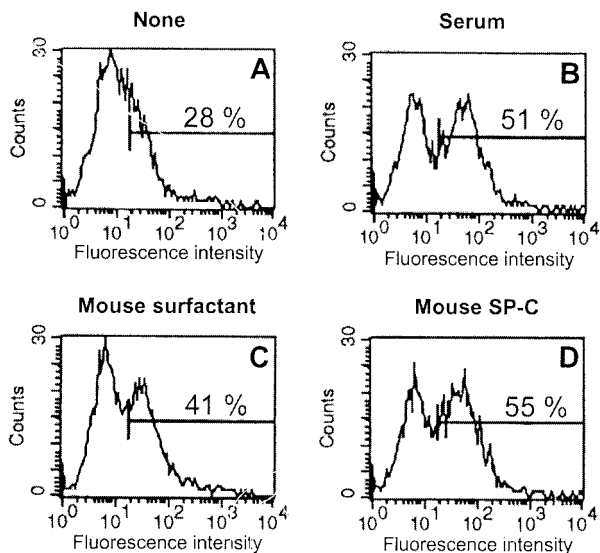 None
30
A
28 %
Counts
0
10^0 10^1 10^2 10^3 10^4
Fluorescence intensity
Serum
30
B
51 %
Counts
0
10^0 10^1 10^2 10^3 10^4
Fluorescence intensity
Mouse surfactant
30
C
41 %
Counts
0
10^0 10^1 10^2 10^3 10^4
Fluorescence intensity
Mouse SP-C
30
D
55 %
Counts
0
10^0 10^1 10^2 10^3 10^4
Fluorescence intensity